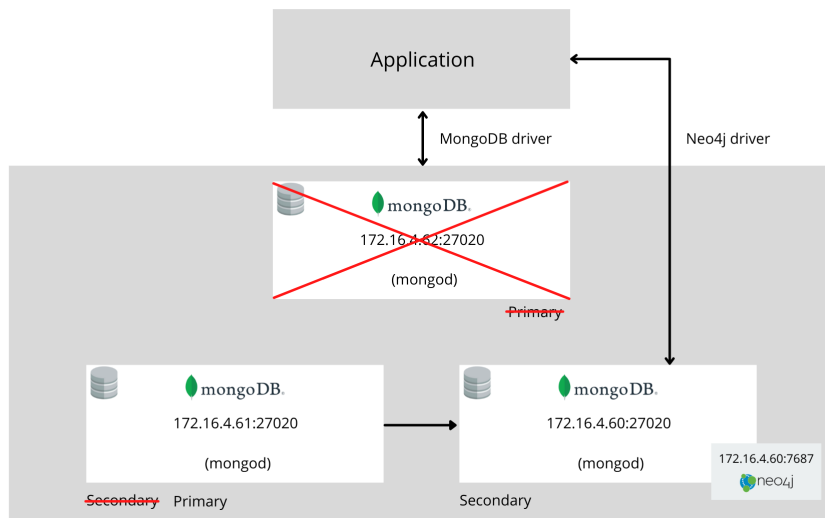 Application
MongoDB driver
Neo4j driver
mongoDB®
172.16.4.62:27020
(mongod)
Primary
mongoDB®
172.16.4.61:27020
(mongod)
Secondary Primary
mongoDB®
172.16.4.60:27020
(mongod)
Secondary
172.16.4.60:7687
neo4j